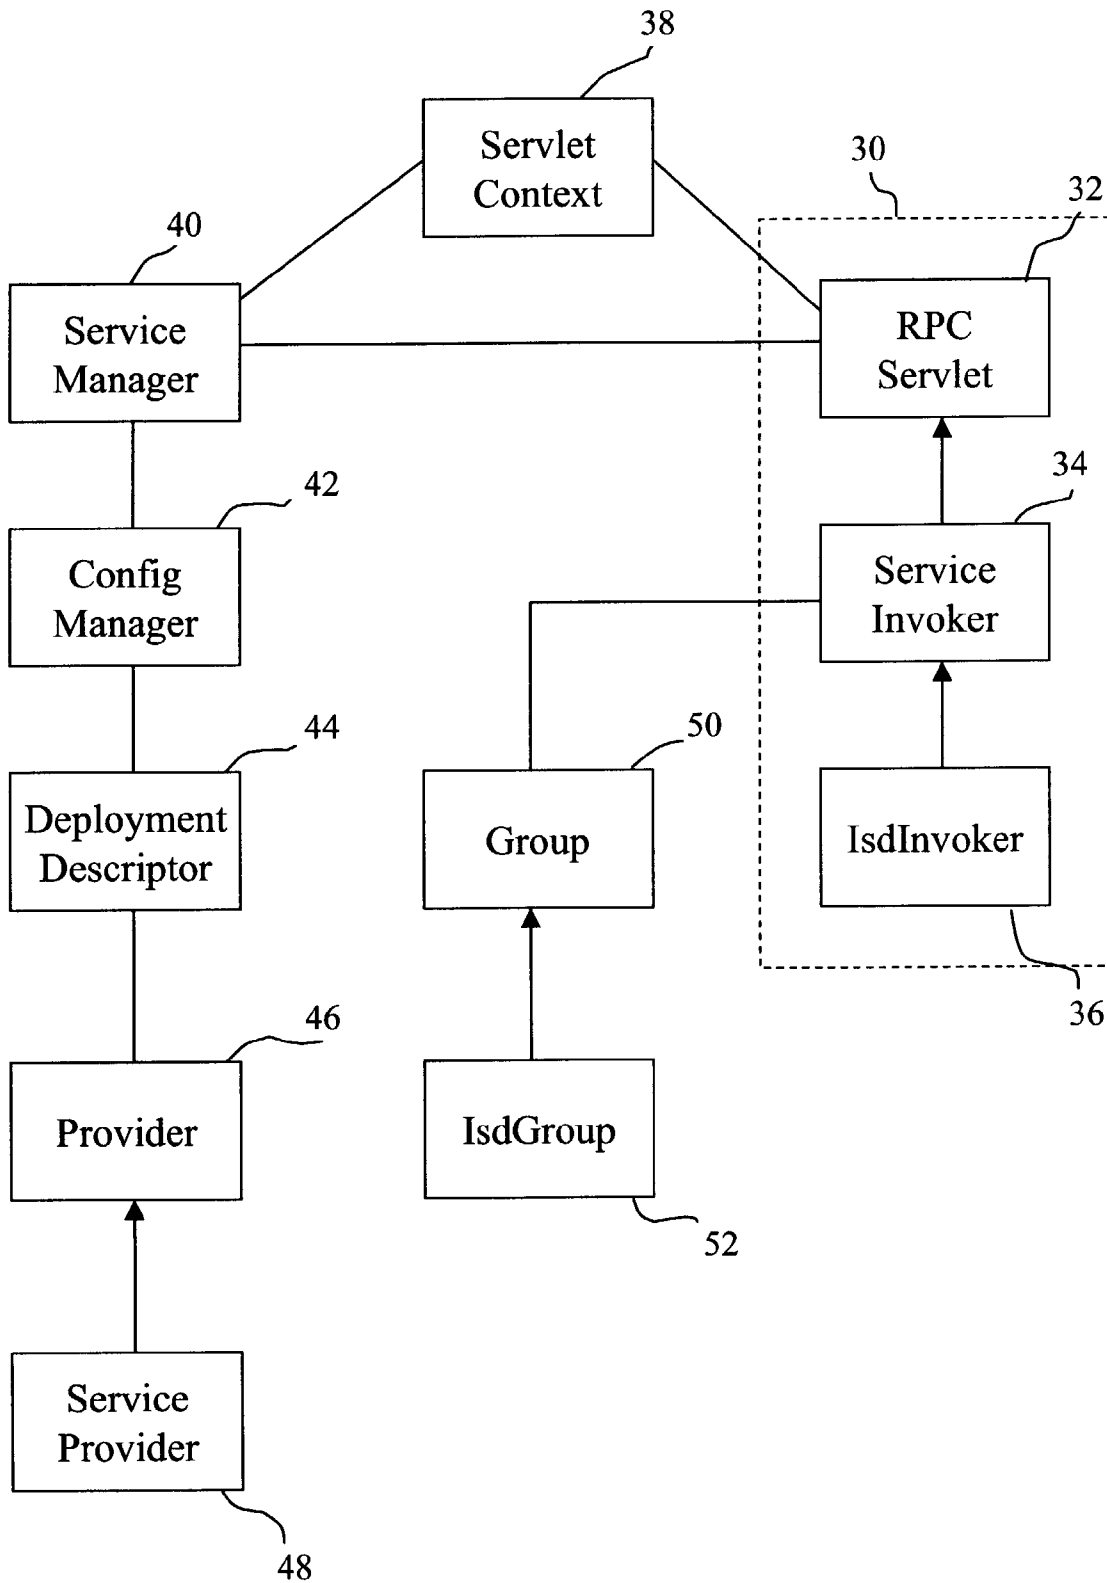 38
Servlet
Context
30
32
40
Service
Manager
RPC
Servlet
42
34
Config
Manager
Service
Invoker
44
50
Deployment
Descriptor
Group
IsdInvoker
46
36
Provider
IsdGroup
52
Service
Provider
48